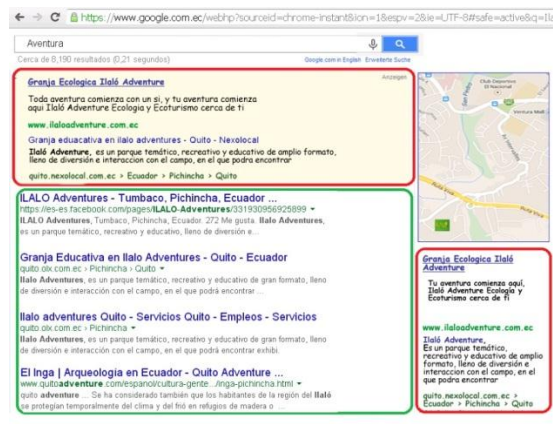 https://www.google.com.ec/webhp?sourceid=chrome-instant&ion=1&espv=2&ie=UTF-8#safe=active&q=Ila
Aventura
Cerca de 8,190 resultados (0,21 segundos)
Google.com in English Erweiterte Suche
Anzeigen
Granja Ecologica Ilaló Adventure
Toda aventura comienza con un si, y tu aventura comienza
aqui Ilaló Adventure Ecologia y Ecoturismo cerca de ti
www.ilaloadventure.com.ec
Granja eduacativa en ilalo adventures - Quito - Nexolocal
Ilaló Adventure, es un parque temático, recreativo y educativo de amplio formato,
lleno de diversión e interaccion con el campo, en el que podra encontrar
quito.nexolocal.com.ec > Ecuador > Pichincha > Quito
ILALO Adventures - Tumbaco, Pichincha, Ecuador ...
https://es-es.facebook.com/pages/ILALO-Adventures/331930956925899
ILALO Adventures, Tumbaco, Pichincha, Ecuador. 272 Me gusta. Ilalo Adventures,
es un parque temático, recreativo y educativo, lleno de diversión e...
Granja Educativa en Ilalo Adventures - Quito - Ecuador
quito.olx.com.ec › Pichincha › Quito
Ilalo Adventures, es un parque temático, recreativo y educativo de gran formato, lleno
de diversión e interacción con el campo, en el que podrá encontrar ...
Ilalo adventures Quito - Servicios Quito - Empleos - Servicios
quito.olx.com.ec › Pichincha
Ilalo Adventures, es un parque temático, recreativo y educativo de gran formato, lleno
de diversión e interacción con el campo, en el que podrá encontrar exhibi.
El Inga | Arqueología en Ecuador - Quito Adventure ...
www.quitoadventure.com/espanol/cultura-gente.../inga-pichincha.html
quito adventure ... Se ha considerado también que los habitantes de la región del Ilaló
se protegían temporalmente del clima y del frió en refugios de madera o ...
Club Deportivo
El Nacional
Ventura Mall
Ruta Viva
Ruta Viva
Granja Ecologica Ilaló
Adventure
Tu aventura comienza aquí,
Ilaló Adventure Ecología y
Ecoturismo cerca de ti
www.ilaloadventure.com.ec
Ilaló Adventure,
Es un parque temático,
recreativo y educativo de amplio
formato, lleno de diversión e
interaccion con el campo, en el
que podra encontrar
quito.nexolocal.com.ec >
Ecuador > Pichincha > Quito